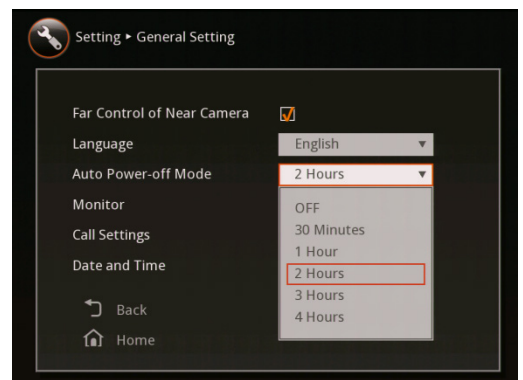 Setting ▸ General Setting
Far Control of Near Camera
Language English
Auto Power-off Mode 2 Hours
Monitor OFF
30 Minutes
Call Settings 1 Hour
Date and Time 2 Hours
3 Hours
Back 4 Hours
Home